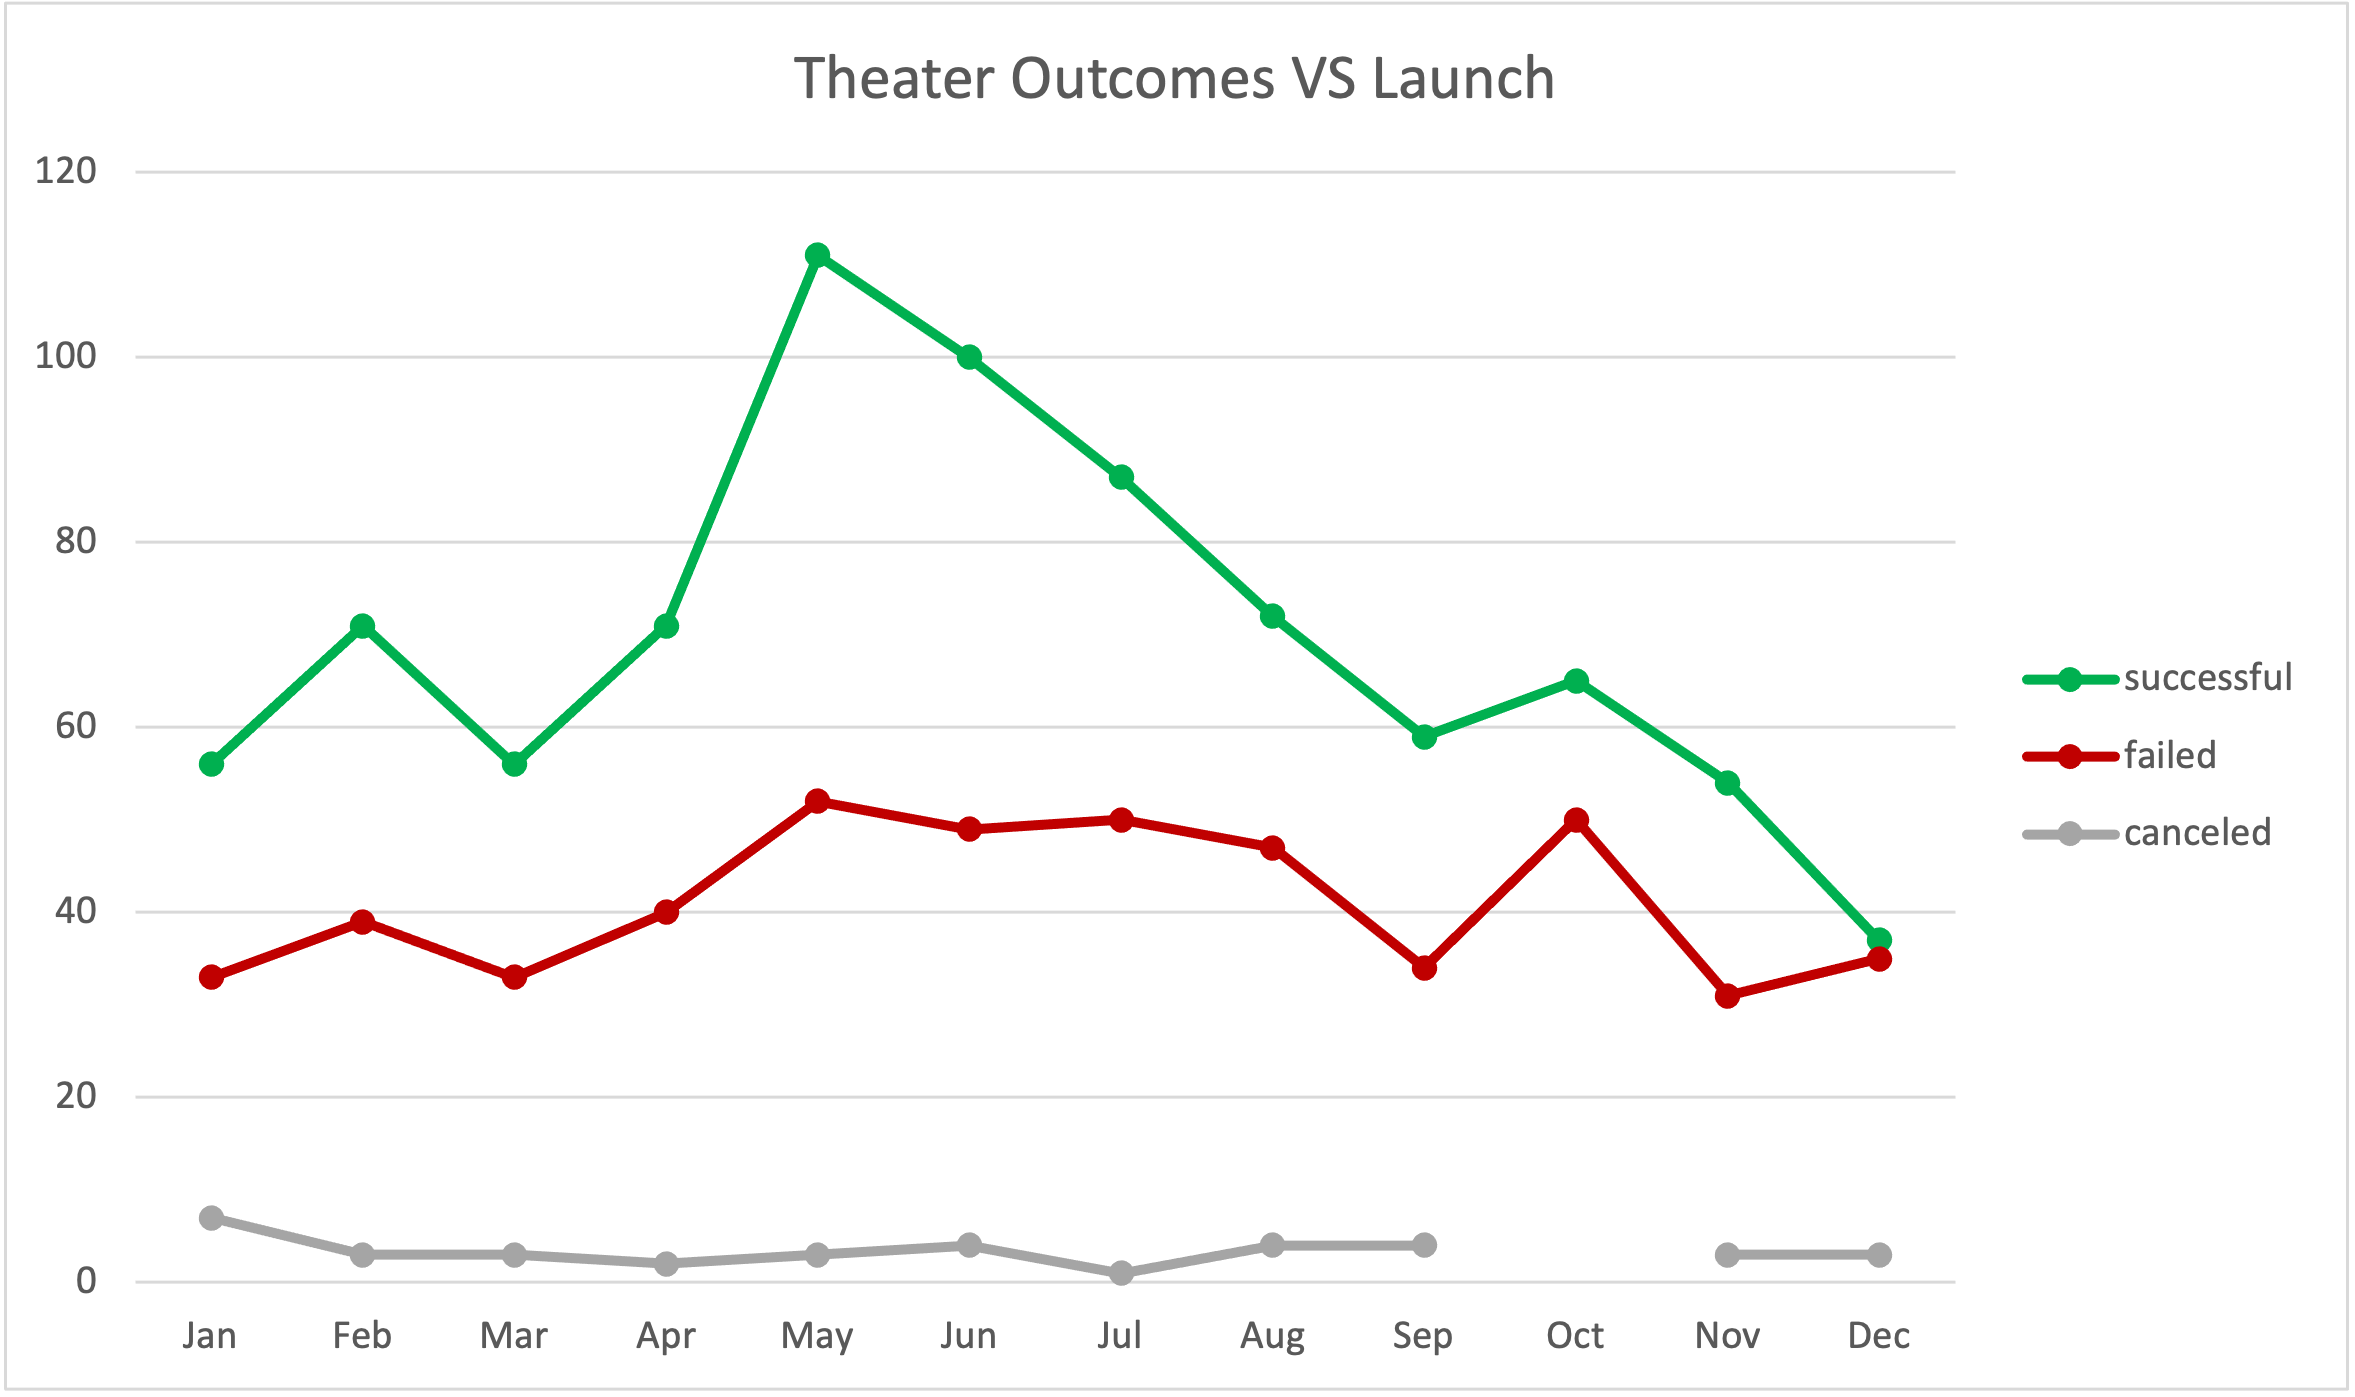 Theater Outcomes VS Launch
120
100
80
60
40
20
0
Jan Feb Mar Apr May Jun Jul Aug Sep Oct Nov Dec
successful
failed
canceled